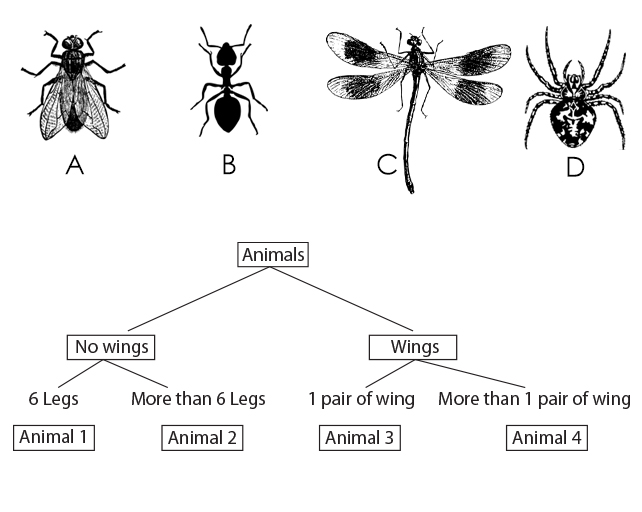 A B C D
Animals
No wings Wings
6 Legs More than 6 Legs 1 pair of wing More than 1 pair of wing
Animal 1 Animal 2 Animal 3 Animal 4